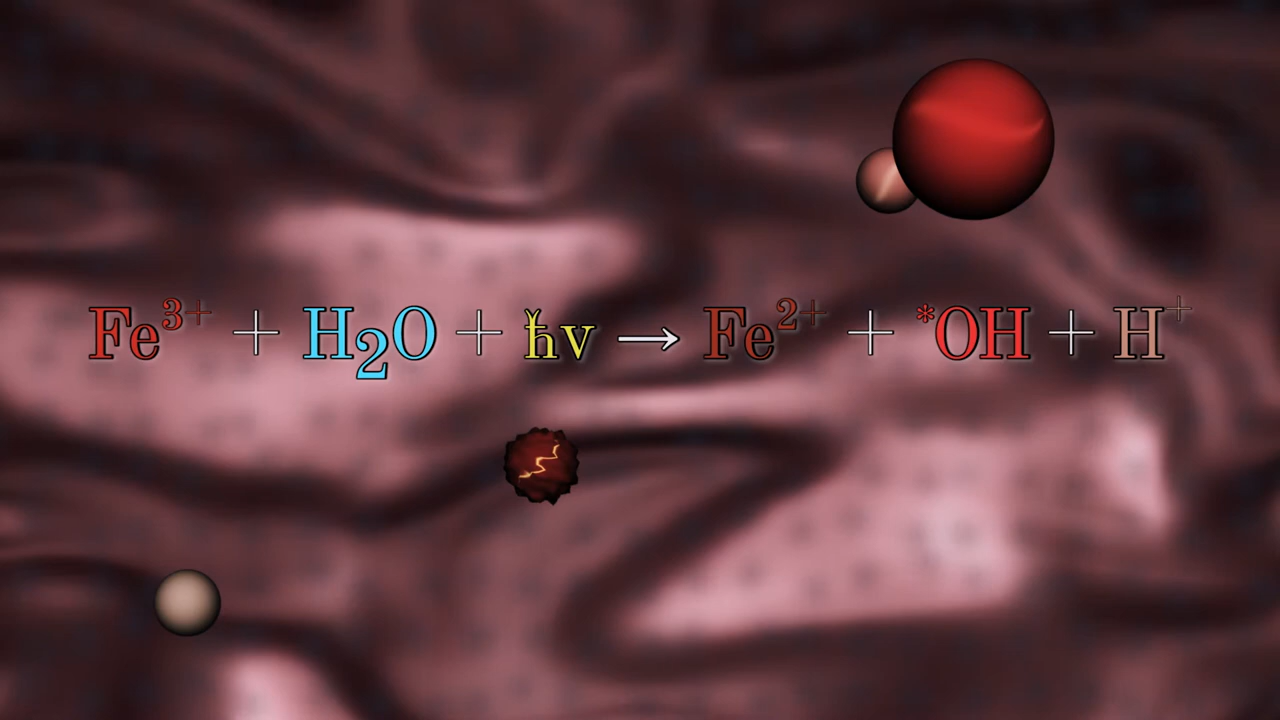 Fe³⁺ + H₂O + ħv → Fe²⁺ + *OH + H⁺